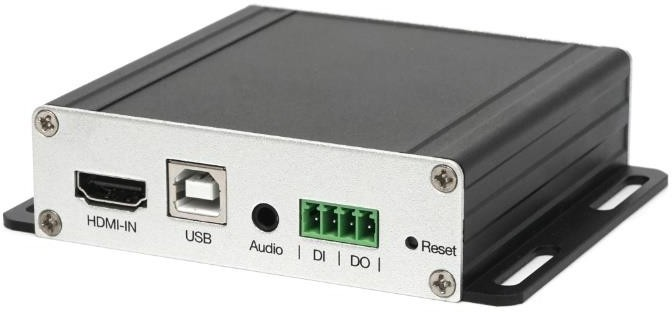 HDMI-IN
USB
Audio
| DI | DO |
Reset